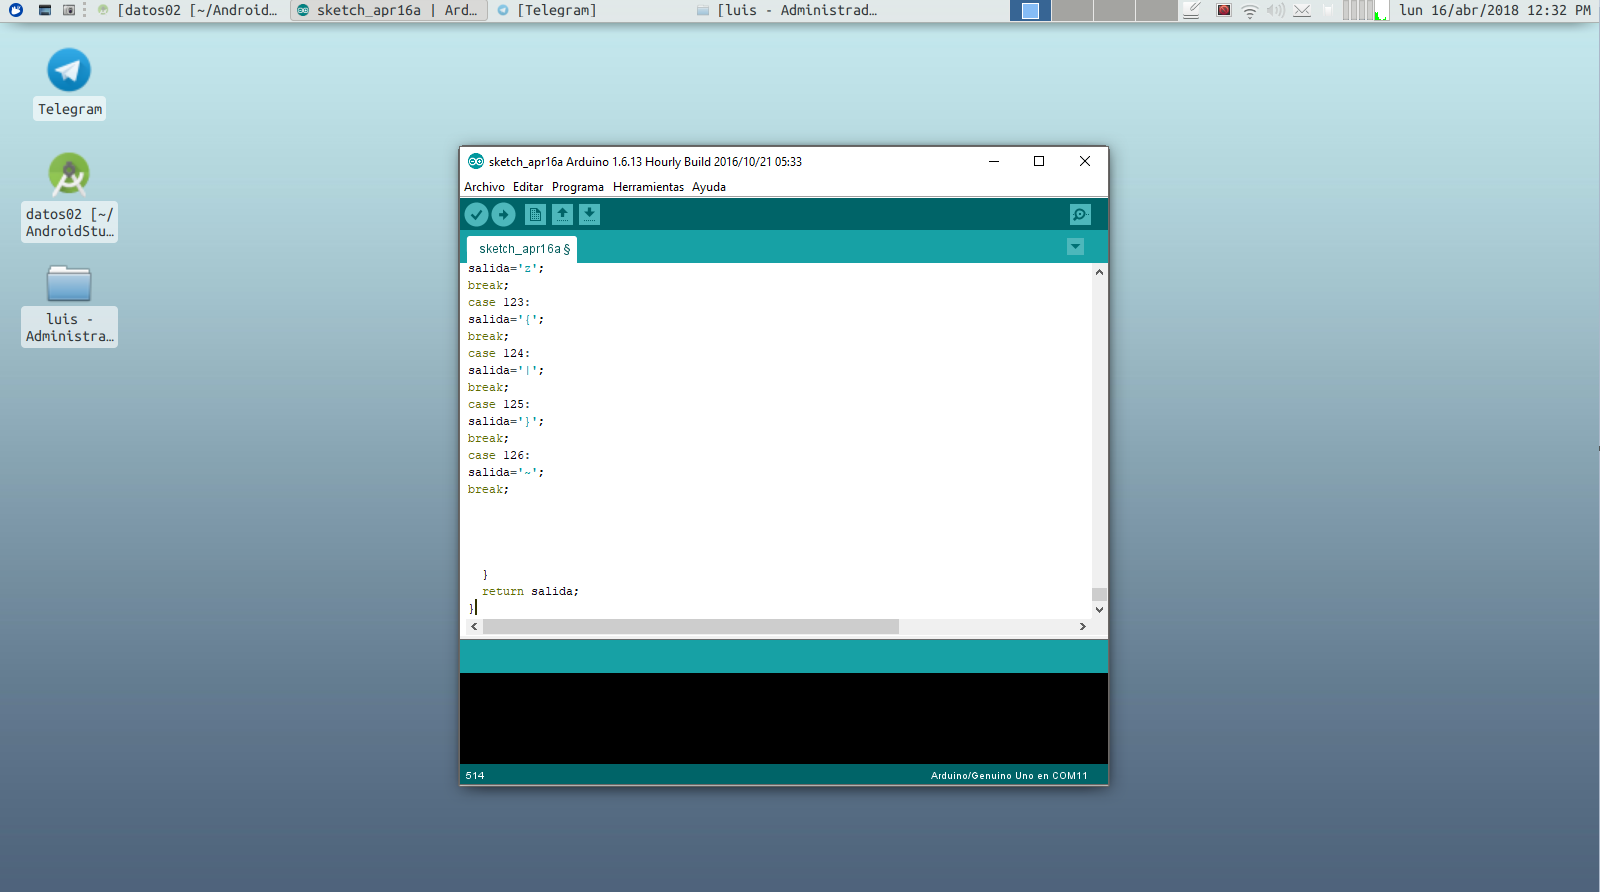 [datos02 [~/Android...
sketch_apr16a | Ard...
[Telegram]
[luis - Administrad...
lun 16/abr/2018 12:32 PM
Telegram
datos02 [~/
AndroidStu...
luis -
Administra...
sketch_apr16a Arduino 1.6.13 Hourly Build 2016/10/21 05:33
Archivo Editar Programa Herramientas Ayuda
sketch_apr16a §
salida='z';
break;
case 123:
salida='{';
break;
case 124:
salida='|';
break;
case 125:
salida='}';
break;
case 126:
salida='~';
break;
}
return salida;
}
514
Arduino/Genuino Uno en COM11